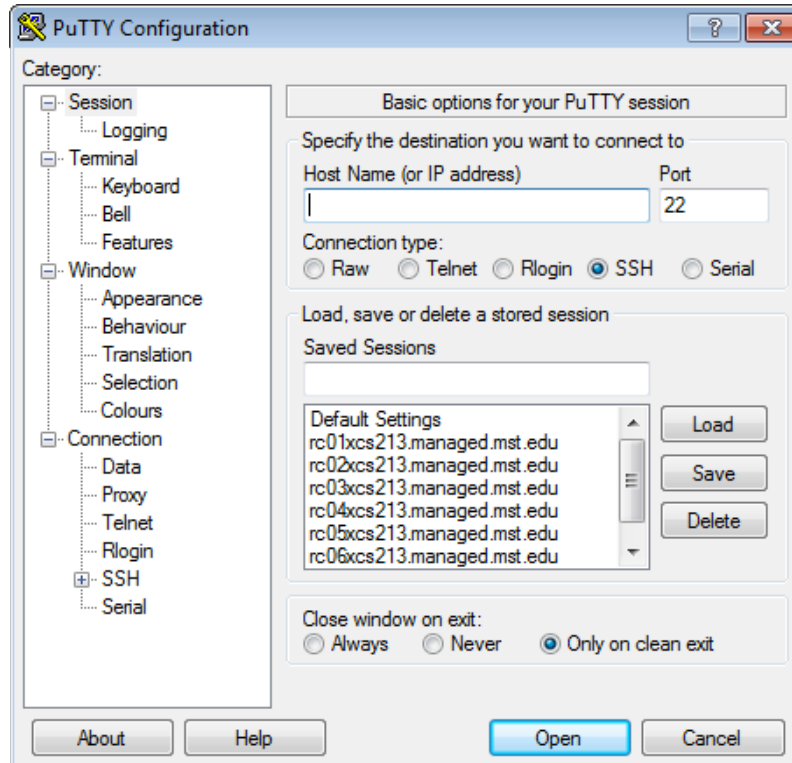 PuTTY Configuration
Category:
Session
Logging
Terminal
Keyboard
Bell
Features
Window
Appearance
Behaviour
Translation
Selection
Colours
Connection
Data
Proxy
Telnet
Rlogin
SSH
Serial
Basic options for your PuTTY session
Specify the destination you want to connect to
Host Name (or IP address) Port
22
Connection type:
Raw Telnet Rlogin SSH Serial
Load, save or delete a stored session
Saved Sessions
Default Settings
rc01xcs213.managed.mst.edu
rc02xcs213.managed.mst.edu
rc03xcs213.managed.mst.edu
rc04xcs213.managed.mst.edu
rc05xcs213.managed.mst.edu
rc06xcs213.managed.mst.edu
Load
Save
Delete
Close window on exit:
Always Never Only on clean exit
About Help Open Cancel